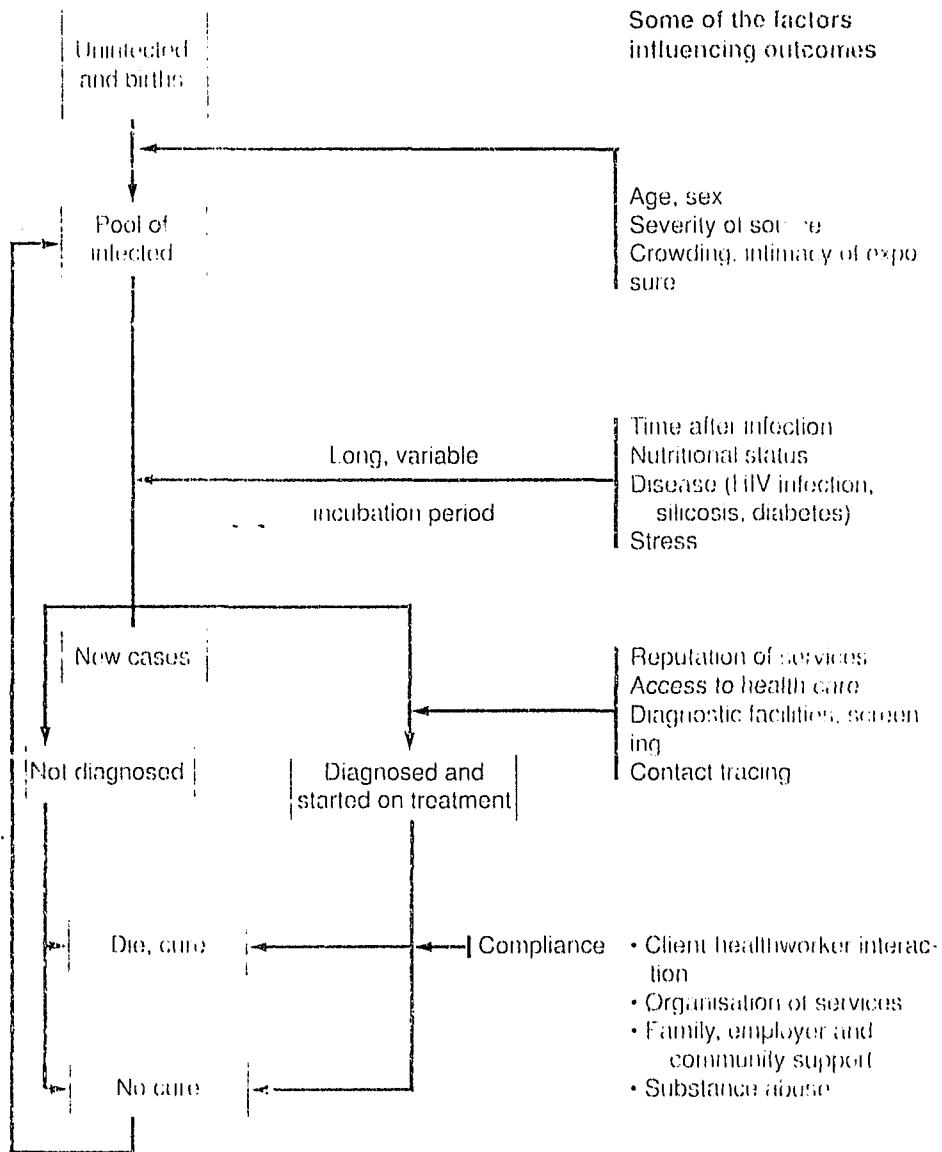 Some of the factors
influencing outcomes
Uninfected
and births
Age, sex
Severity of source
Crowding, intimacy of expo
sure
Pool of
infected
Time after infection
Nutritional status
Disease (HIV infection,
silicosis, diabetes)
Stress
Long, variable
incubation period
New cases
Reputation of services
Access to health care
Diagnostic facilities, screen
ing
Contact tracing
Not diagnosed
Diagnosed and
started on treatment
Die, cure
Compliance
• Client healthworker interac-
tion
• Organisation of services
• Family, employer and
community support
• Substance abuse
No cure